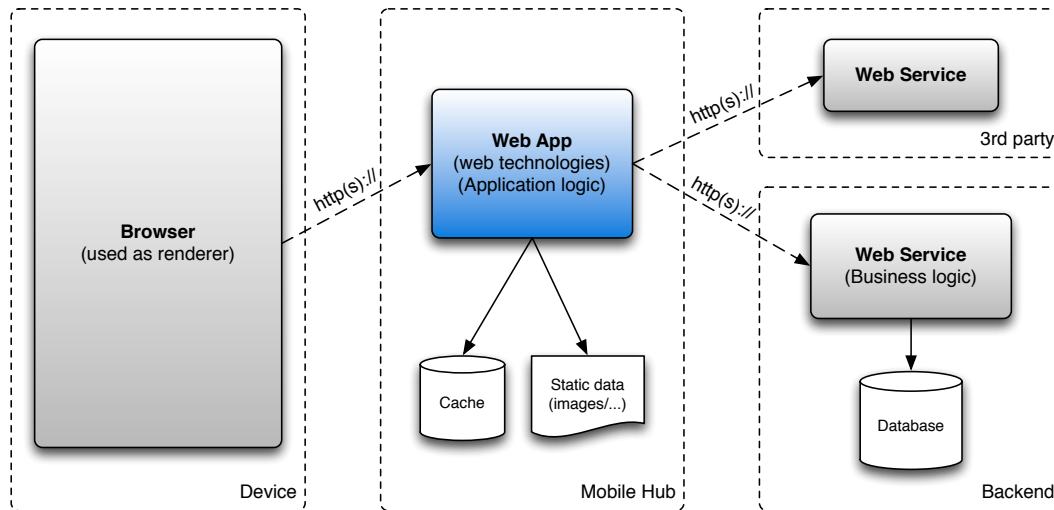 Browser
(used as renderer)
Device
http(s)://
Web App
(web technologies)
(Application logic)
Cache
Static data
(images/...)
Mobile Hub
http(s)://
http(s)://
Web Service
3rd party
Web Service
(Business logic)
Database
Backend